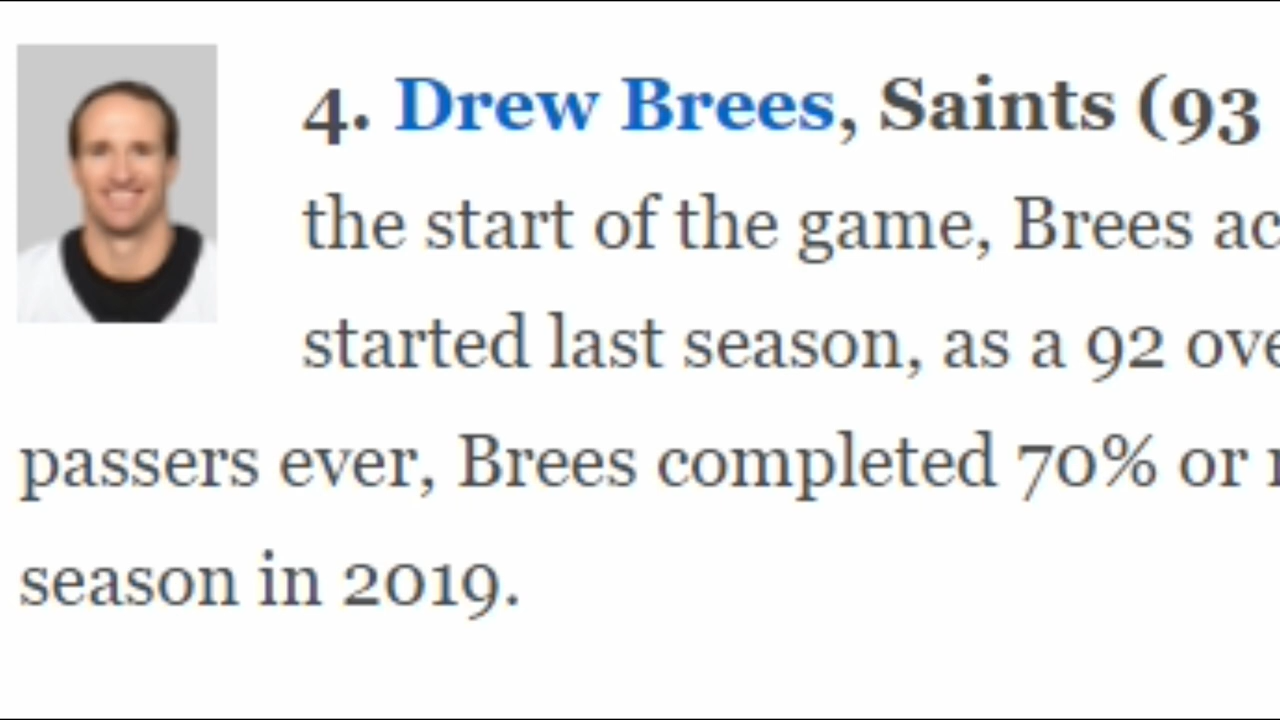 4. Drew Brees, Saints (93
the start of the game, Brees ac
started last season, as a 92 ove
passers ever, Brees completed 70% or
season in 2019.